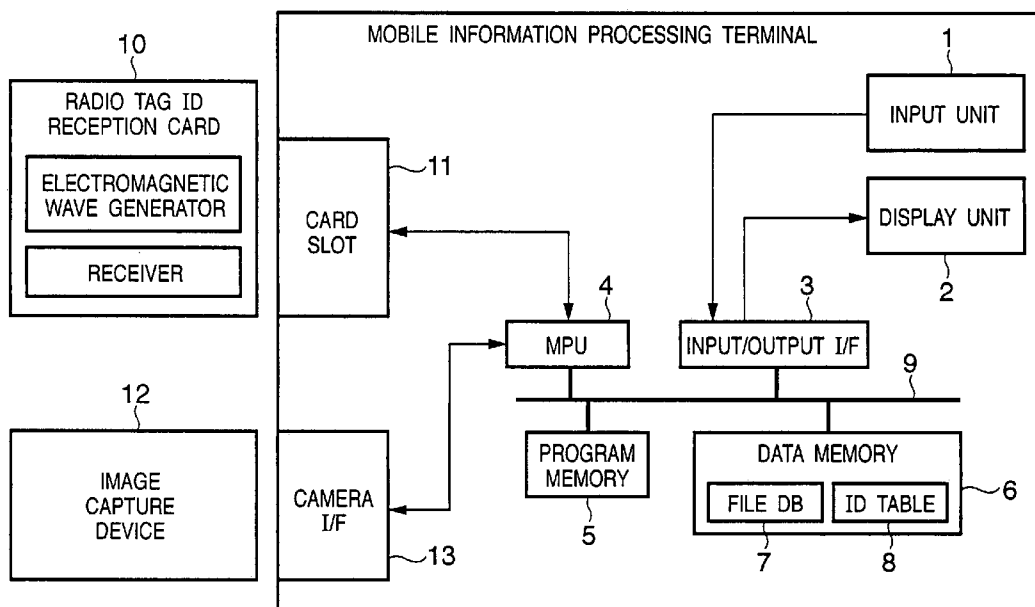 MOBILE INFORMATION PROCESSING TERMINAL
10
RADIO TAG ID
RECEPTION CARD
ELECTROMAGNETIC
WAVE GENERATOR
RECEIVER
11
CARD
SLOT
1
INPUT UNIT
DISPLAY UNIT
2
4
MPU
3
INPUT/OUTPUT I/F
9
12
IMAGE
CAPTURE
DEVICE
CAMERA
I/F
13
PROGRAM
MEMORY
5
DATA MEMORY
6
FILE DB
7
ID TABLE
8